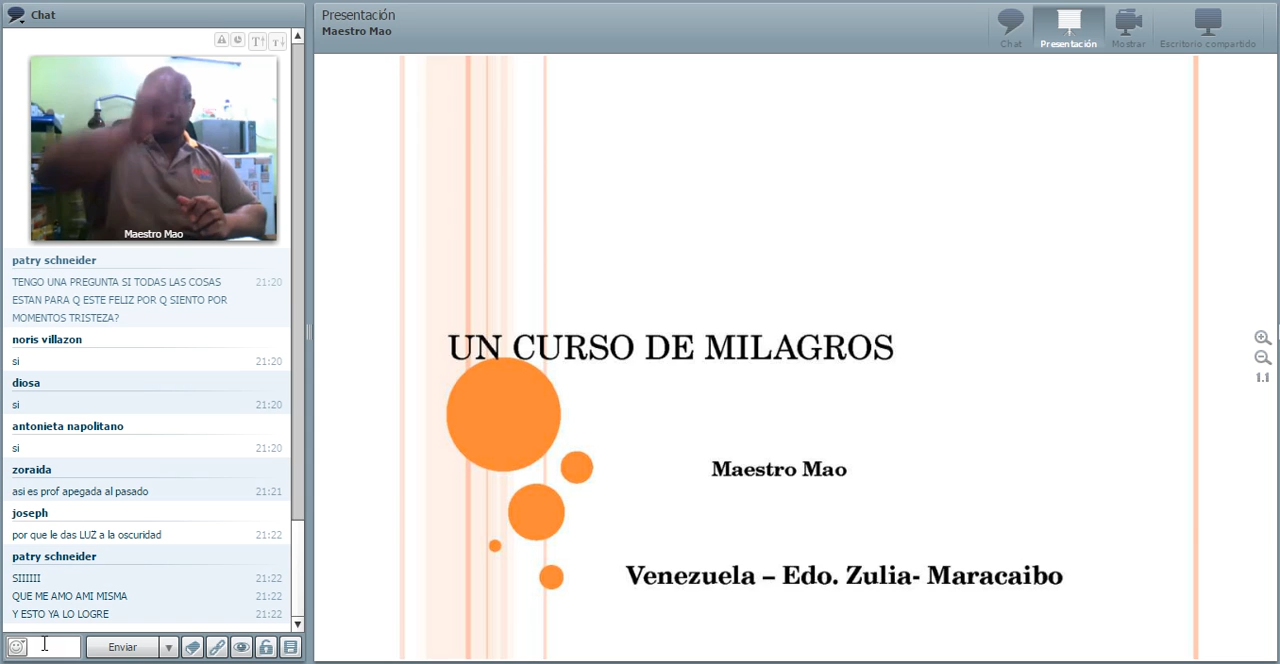 Chat
Maestro Mao
patry schneider
TENGO UNA PREGUNTA SI TODAS LAS COSAS 21:20
ESTAN PARA Q ESTE FELIZ POR Q SIENTO POR
MOMENTOS TRISTEZA?
noris villazon
si 21:20
diosa
si 21:20
antonieta napolitano
si 21:20
zoraida
asi es prof apegada al pasado 21:21
joseph
por que le das LUZ a la oscuridad 21:22
patry schneider
SIIIIII 21:22
QUE ME AMO AMI MISMA 21:22
Y ESTO YA LO LOGRE 21:22
Enviar
Presentación
Maestro Mao
Chat
Presentación
Mostrar
Escritorio compartido
UN CURSO DE MILAGROS
Maestro Mao
Venezuela – Edo. Zulia- Maracaibo
1.1